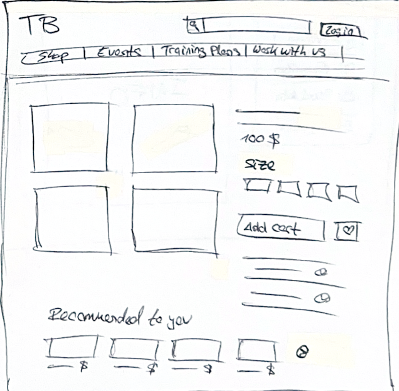 TB
Login
Shop | Events | Training Plans | Work with us |
100 $
Size
Add cart
Recommended to you
$ $ $ $